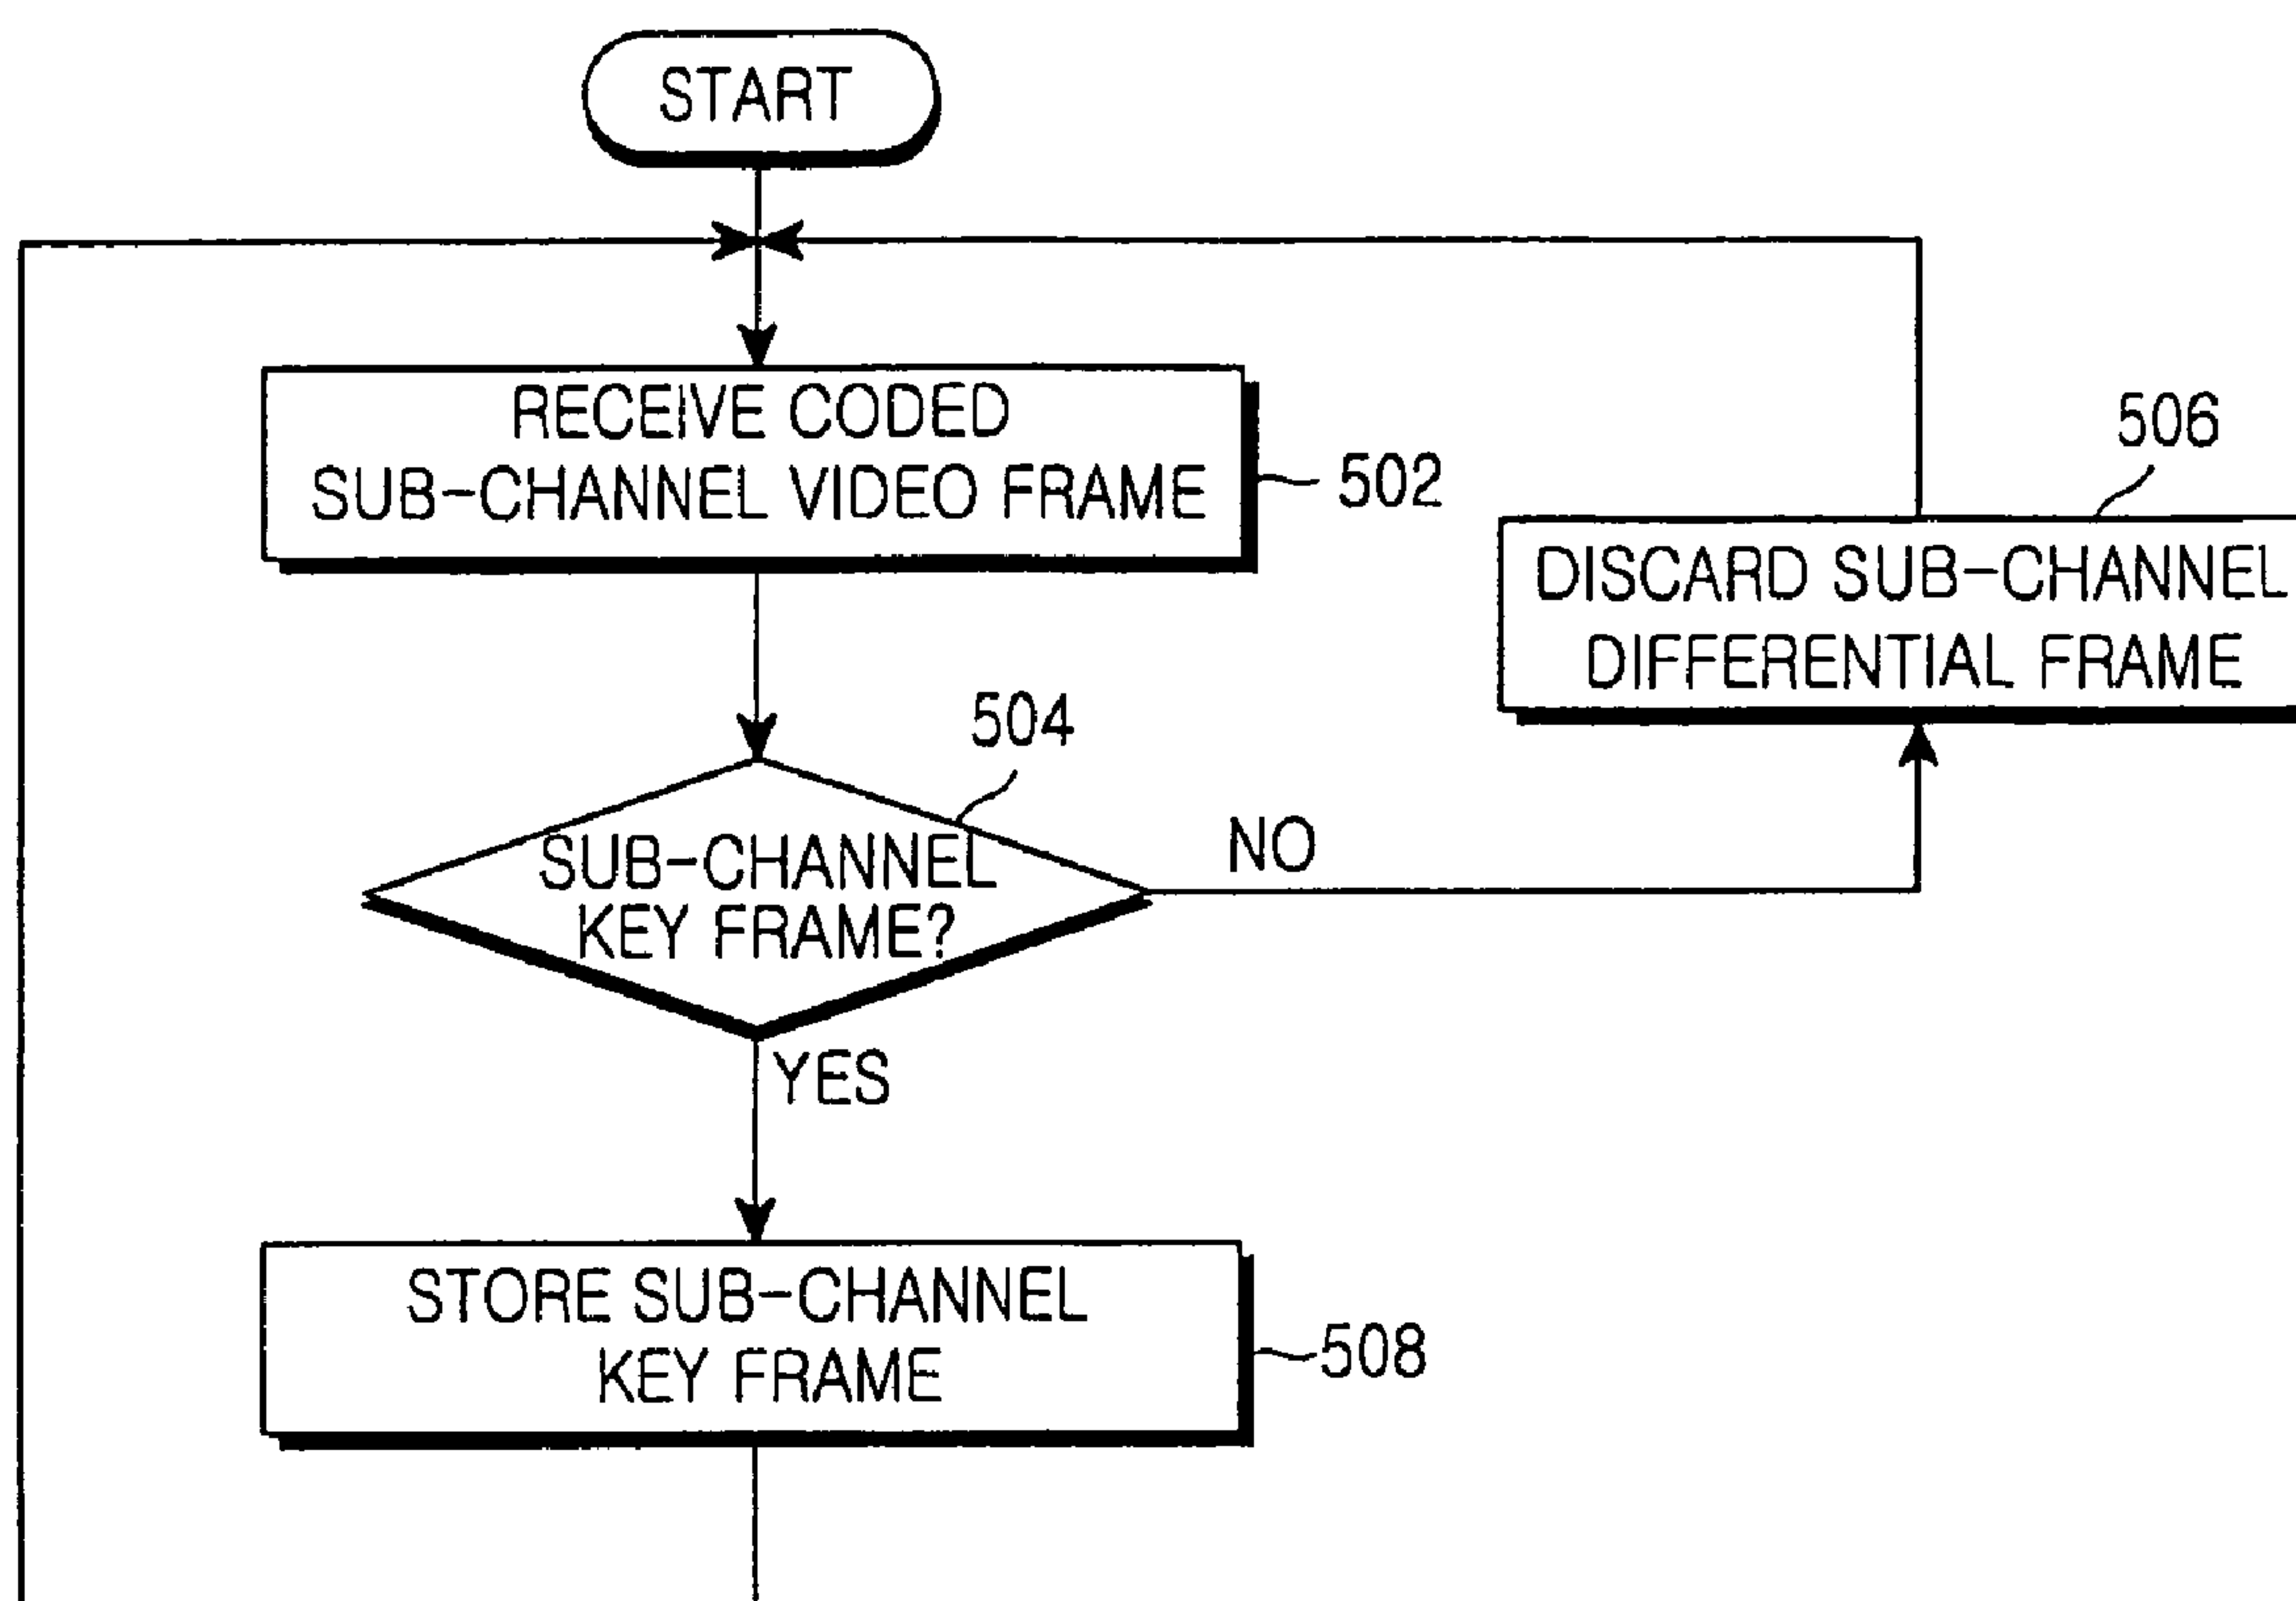 START
RECEIVE CODED
SUB-CHANNEL VIDEO FRAME
502
506
DISCARD SUB-CHANNEL
DIFFERENTIAL FRAME
504
SUB-CHANNEL
KEY FRAME?
NO
YES
STORE SUB-CHANNEL
KEY FRAME
508